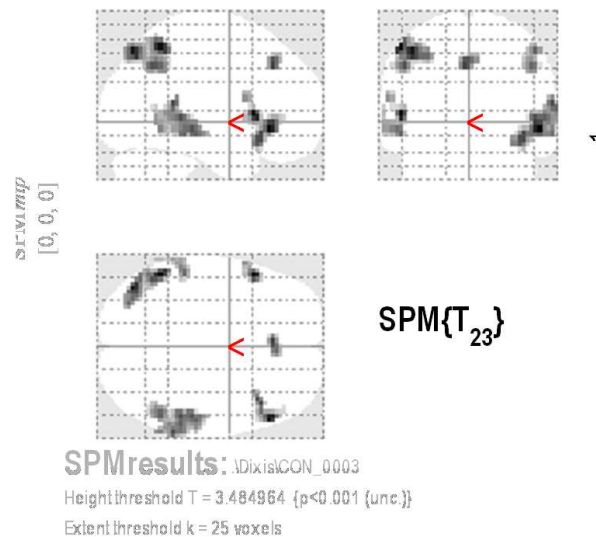 SPMmip
[0, 0, 0]
<
<
<
SPM{T23}
SPMresults: .\Dixis\CON_0003
Height threshold T = 3.484964 {p<0.001 (unc.)}
Extent threshold k = 25 voxels